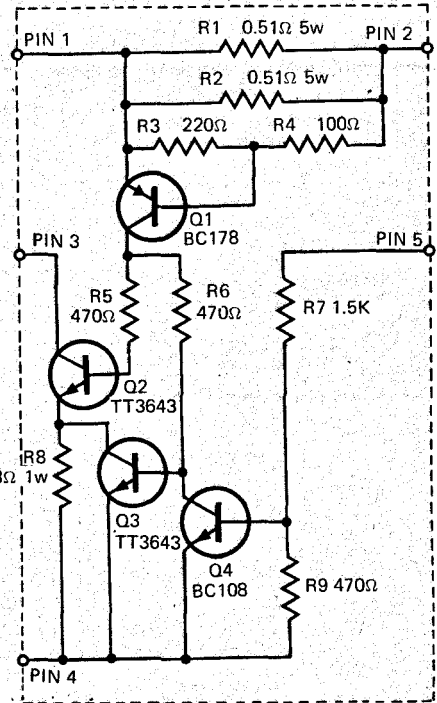 PIN 1
R1 0.51Ω 5w
PIN 2
R2 0.51Ω 5w
R3 220Ω
R4 100Ω
Q1
BC178
PIN 3
PIN 5
R5
470Ω
R6
470Ω
R7 1.5K
Q2
TT3643
R8
Ω 1w
Q3
TT3643
Q4
BC108
R9 470Ω
PIN 4